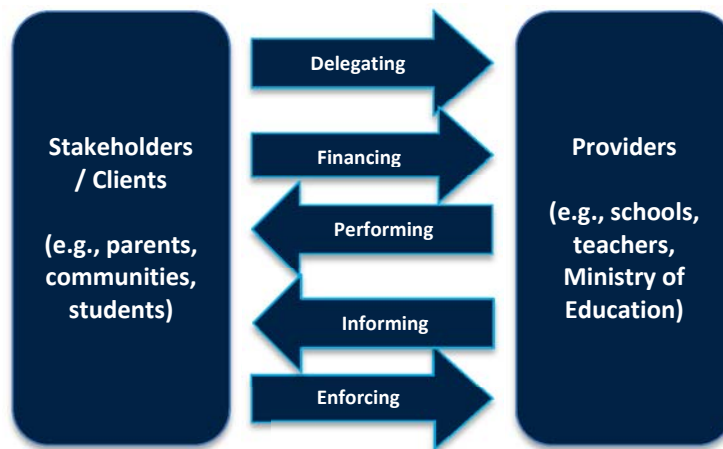 Stakeholders
/ Clients
(e.g., parents,
communities,
students)
Delegating
Financing
Performing
Informing
Enforcing
Providers
(e.g., schools,
teachers,
Ministry of
Education)